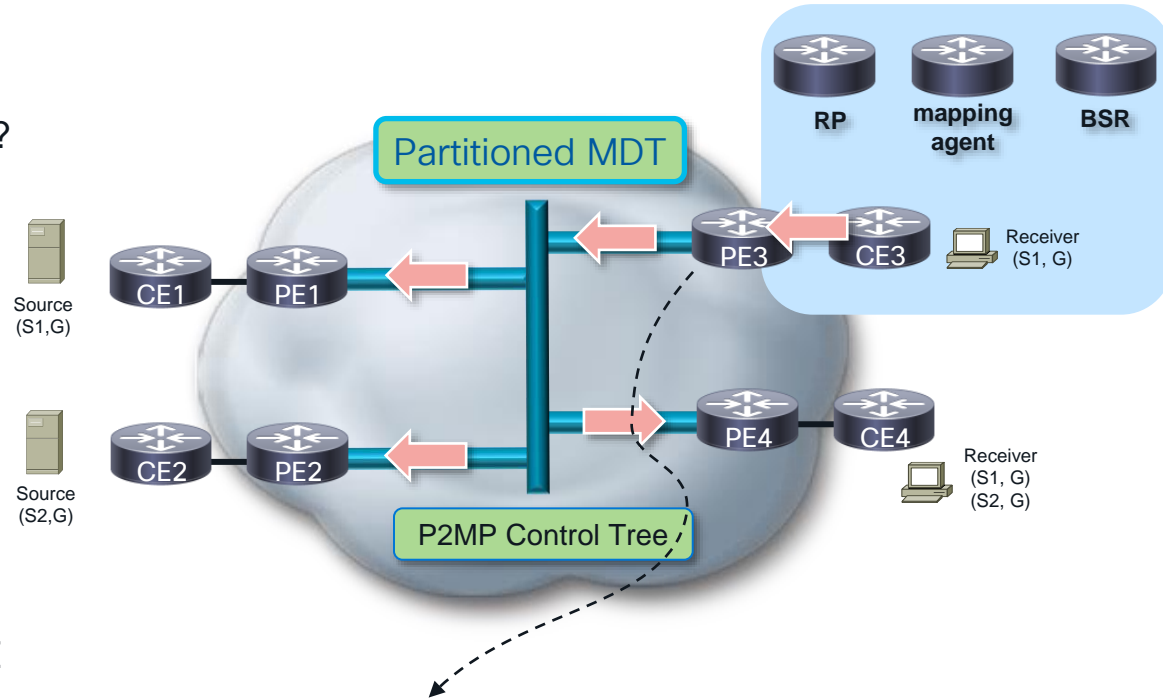 ?
RP
mapping
agent
BSR
Partitioned MDT
PE3
CE3
Receiver
(S1, G)
CE1
PE1
Source
(S1,G)
CE2
PE2
Source
(S2,G)
PE4
CE4
Receiver
(S1, G)
(S2, G)
P2MP Control Tree